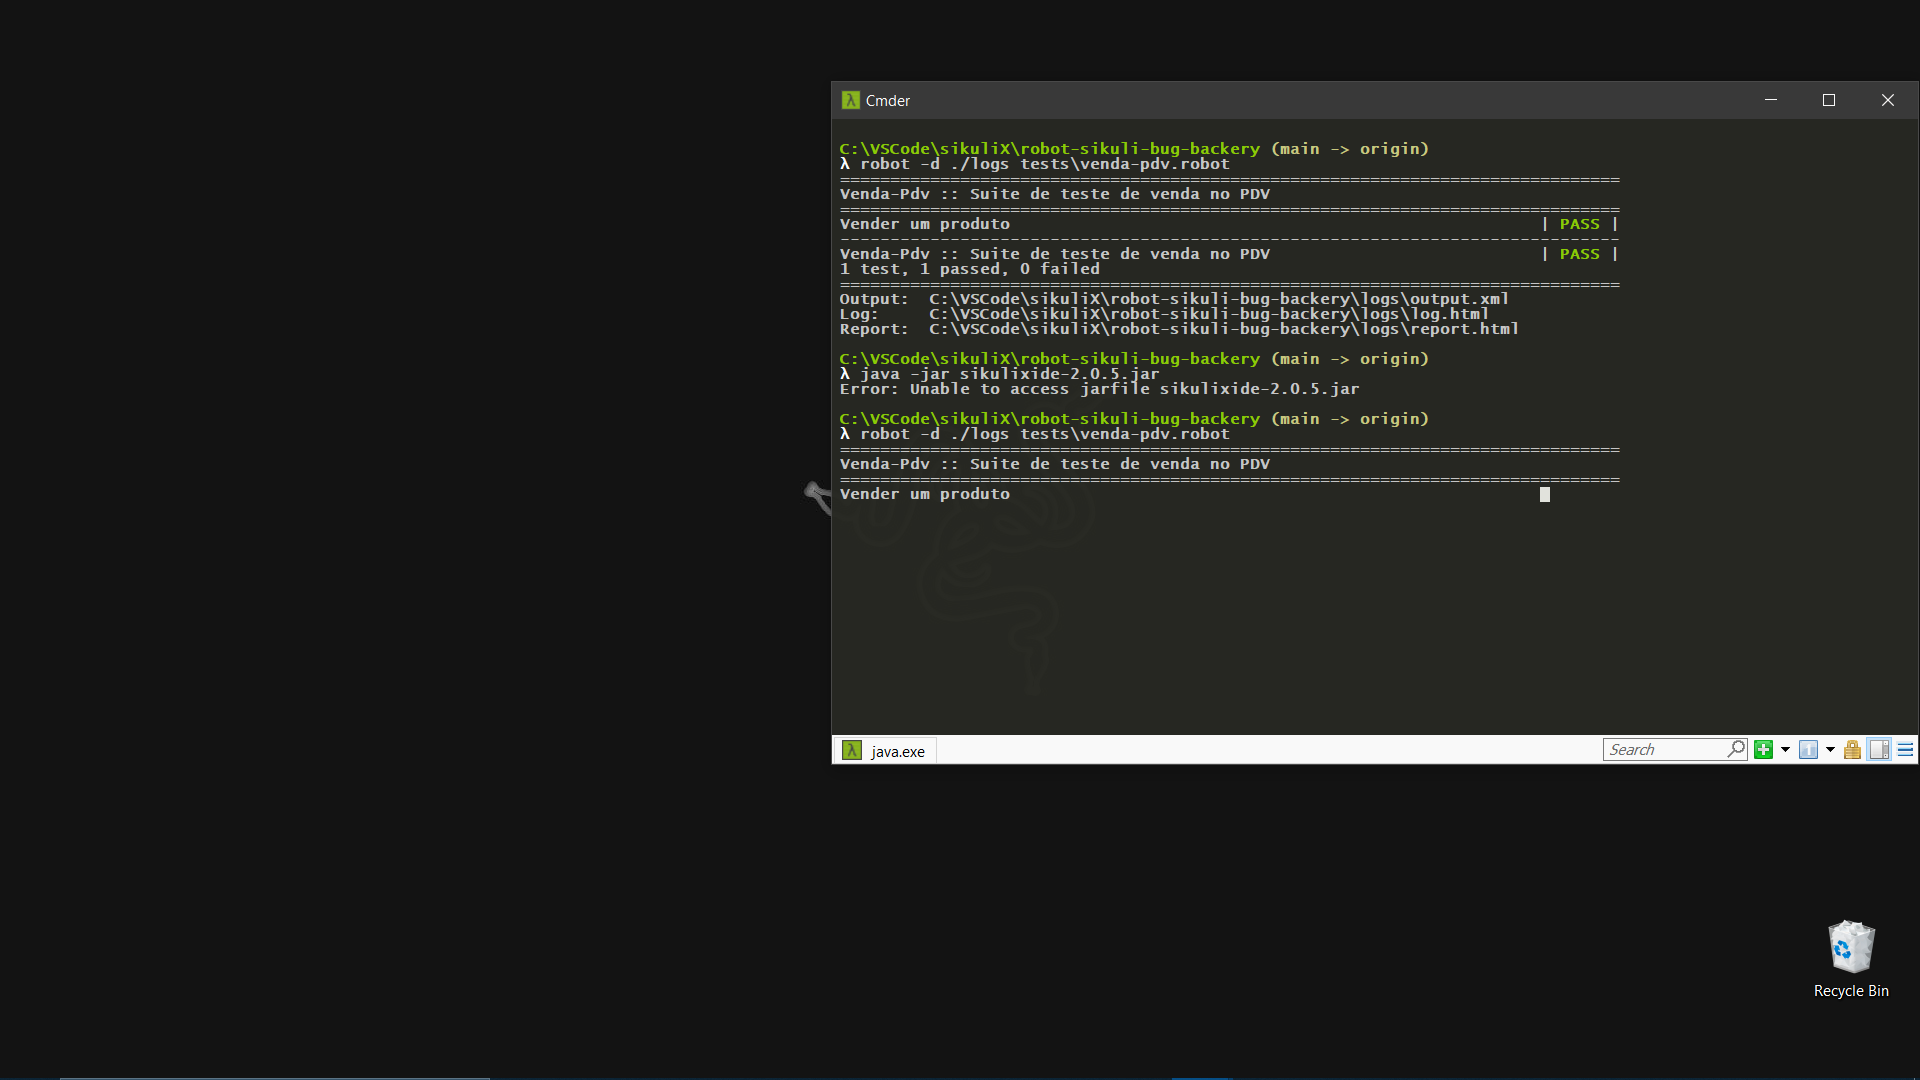 Cmder
C:\VSCode\sikuliX\robot-sikuli-bug-backery (main -> origin)
λ robot -d ./logs tests\venda-pdv.robot
==============================================================================
Venda-Pdv :: Suite de teste de venda no PDV
==============================================================================
Vender um produto | PASS |
------------------------------------------------------------------------------
Venda-Pdv :: Suite de teste de venda no PDV | PASS |
1 test, 1 passed, 0 failed
==============================================================================
Output: C:\VSCode\sikuliX\robot-sikuli-bug-backery\logs\output.xml
Log: C:\VSCode\sikuliX\robot-sikuli-bug-backery\logs\log.html
Report: C:\VSCode\sikuliX\robot-sikuli-bug-backery\logs\report.html
C:\VSCode\sikuliX\robot-sikuli-bug-backery (main -> origin)
λ java -jar sikulixide-2.0.5.jar
Error: Unable to access jarfile sikulixide-2.0.5.jar
C:\VSCode\sikuliX\robot-sikuli-bug-backery (main -> origin)
λ robot -d ./logs tests\venda-pdv.robot
==============================================================================
Venda-Pdv :: Suite de teste de venda no PDV
==============================================================================
Vender um produto
λ java.exe
Search
1
Recycle Bin